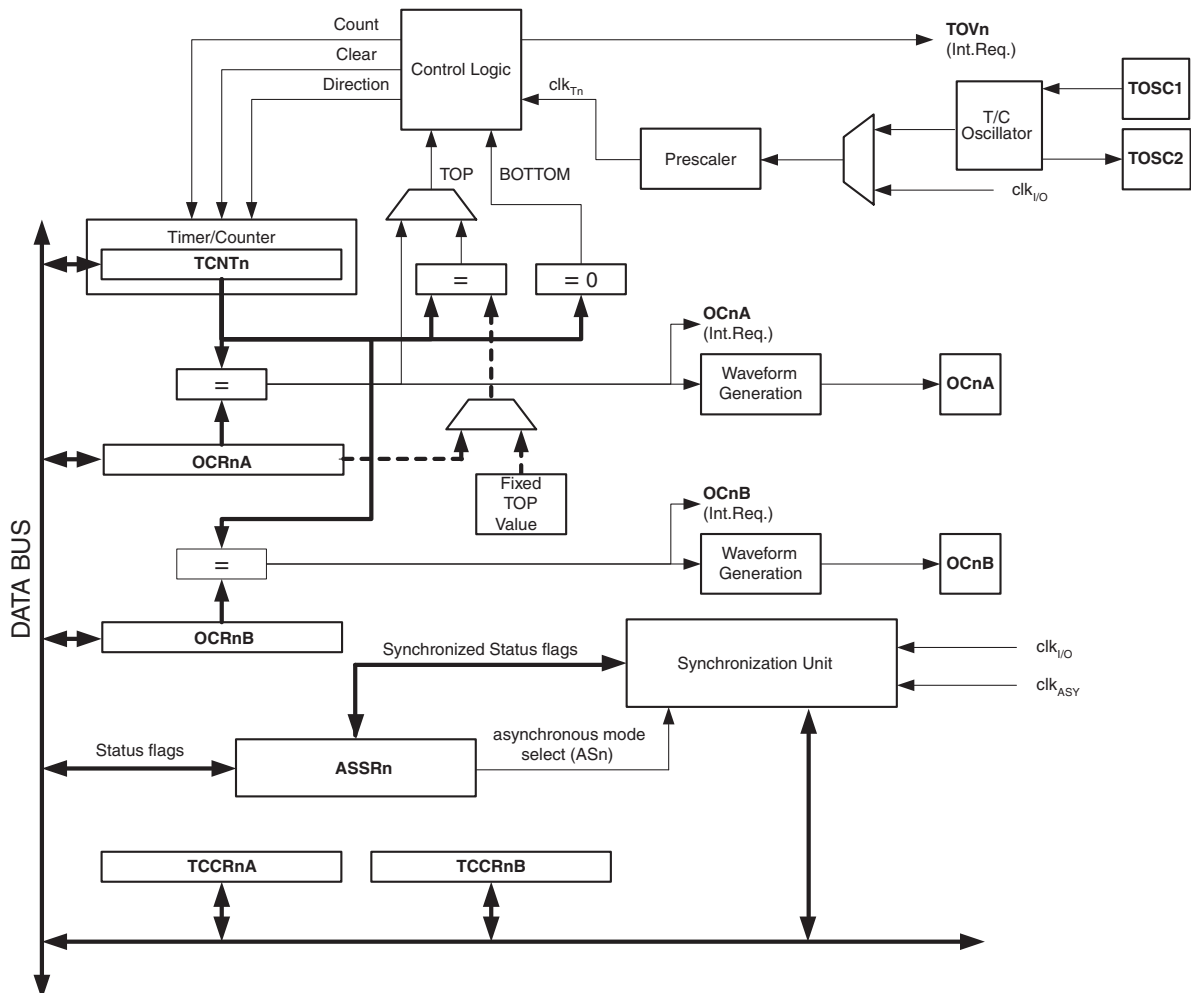 Count
Clear
Direction
Control Logic
TOVn
(Int.Req.)
clkTn
TOP
BOTTOM
Prescaler
T/C
Oscillator
TOSC1
TOSC2
clkI/O
Timer/Counter
TCNTn
=
= 0
=
OCnA
(Int.Req.)
Waveform
Generation
OCnA
OCRnA
Fixed
TOP
Value
OCnB
(Int.Req.)
=
Waveform
Generation
OCnB
OCRnB
DATA BUS
Synchronized Status flags
Synchronization Unit
clkI/O
clkASY
Status flags
ASSRn
asynchronous mode
select (ASn)
TCCRnA
TCCRnB